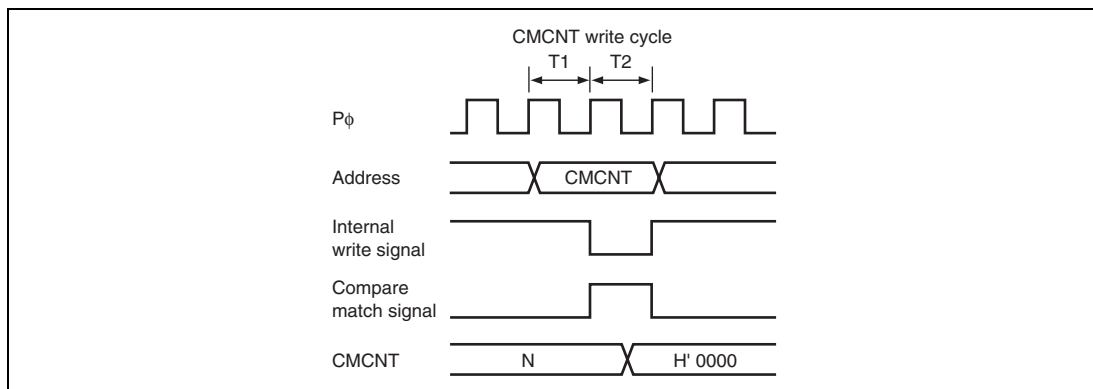 CMCNT write cycle
T1 T2
Pϕ
Address CMCNT
Internal
write signal
Compare
match signal
CMCNT N H' 0000